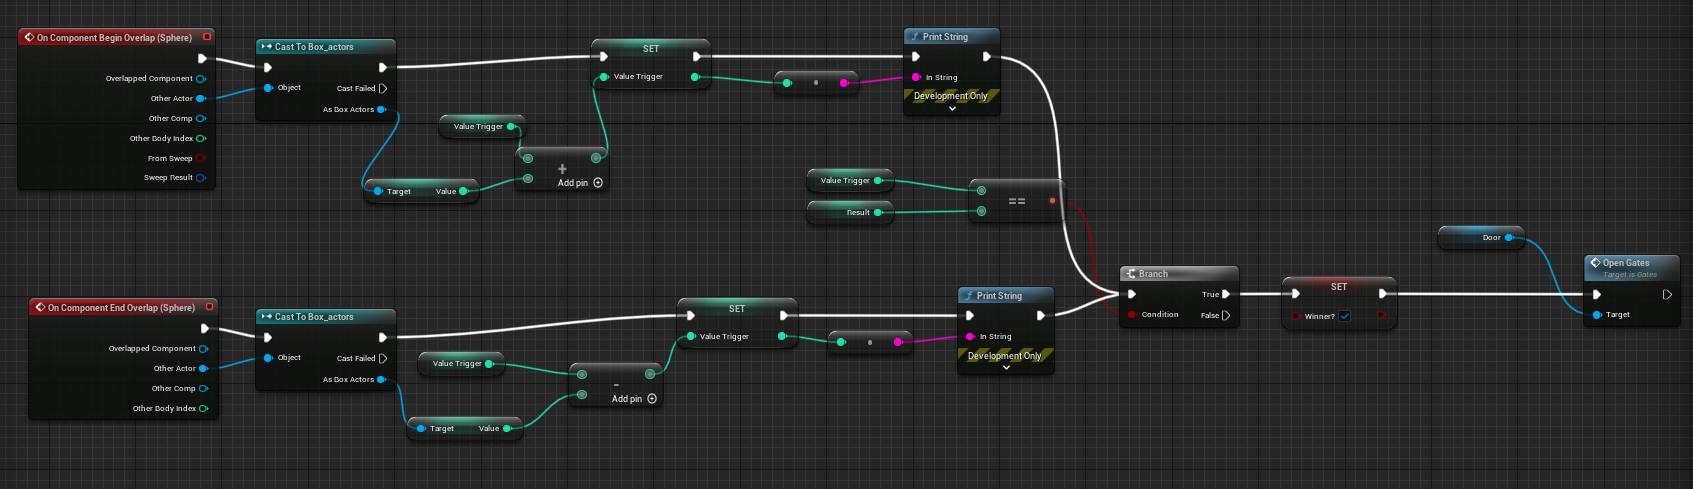 On Component Begin Overlap (Sphere)
Overlapped Component
Other Actor
Other Comp
Other Body Index
From Sweep
Sweep Result
Cast To Box_actors
Object
Cast Failed
As Box Actors
Value Trigger
Target Value
+
Add pin
SET
Value Trigger
Print String
In String
Development Only
Value Trigger
Result
==
On Component End Overlap (Sphere)
Overlapped Component
Other Actor
Other Comp
Other Body Index
Cast To Box_actors
Object
Cast Failed
As Box Actors
Value Trigger
Target Value
-
Add pin
SET
Value Trigger
Print String
In String
Development Only
Branch
True
Condition False
SET
Winner?
Door
Open Gates
Target is Gates
Target